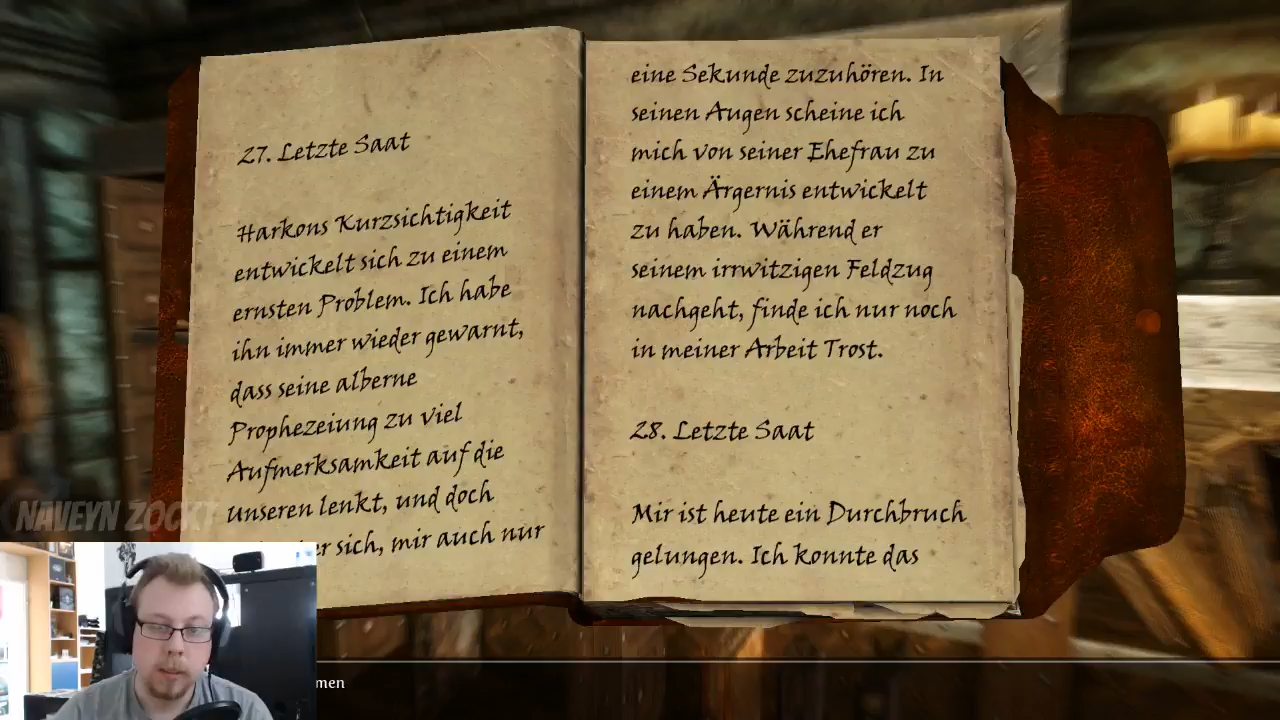 27. Letzte Saat
Harkons Kurzsichtigkeit
entwickelt sich zu einem
ernsten Problem. Ich habe
ihn immer wieder gewarnt,
dass seine alberne
Prophezeiung zu viel
Aufmerksamkeit auf die
Unseren lenkt, und doch
sich, mir auch nur
eine Sekunde zuzuhören. In
seinen Augen scheine ich
mich von seiner Ehefrau zu
einem Ärgernis entwickelt
zu haben. Während er
seinem irrwitzigen Feldzug
nachgeht, finde ich nur noch
in meiner Arbeit Trost.
28. Letzte Saat
Mir ist heute ein Durchbruch
gelungen. Ich konnte das
NAVEYN ZOCKT